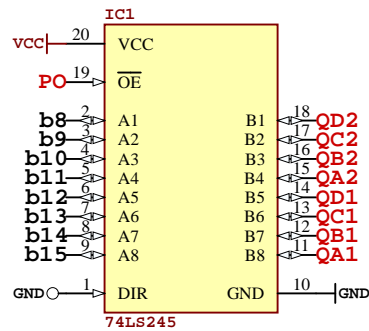 IC1
VCC 20 VCC
PO 19 OE
b8 2 A1 B1 18 QD2
b9 3 A2 B2 17 QC2
b10 4 A3 B3 16 QB2
b11 5 A4 B4 15 QA2
b12 6 A5 B5 14 QD1
b13 7 A6 B6 13 QC1
b14 8 A7 B7 12 QB1
b15 9 A8 B8 11 QA1
GND 1 DIR GND 10 GND
74LS245